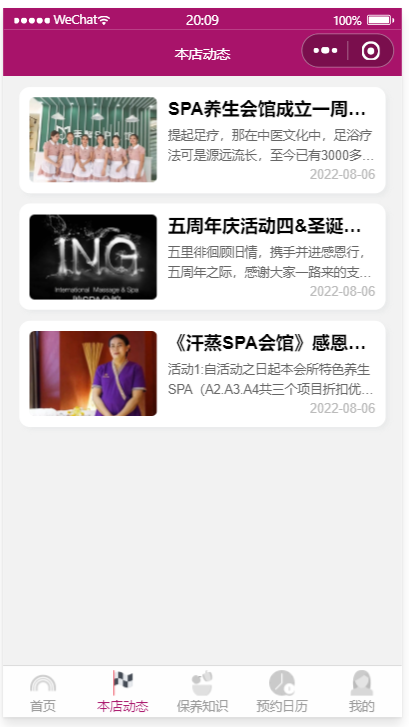 WeChat 20:09 100%
本店动态
SPA养生会馆成立一周...
提起足疗，那在中医文化中，足浴疗
法可是源远流长，至今已有3000多...
2022-08-06
ING
International Massage & Spa
五周年庆活动四&圣诞...
五里徘徊顾旧情，携手并进感恩行，
五周年之际，感谢大家一路来的支...
2022-08-06
《汗蒸SPA会馆》感恩...
活动1:自活动之日起本会所特色养生
SPA（A2.A3.A4共三个项目折扣优...
2022-08-06
首页 本店动态 保养知识 预约日历 我的